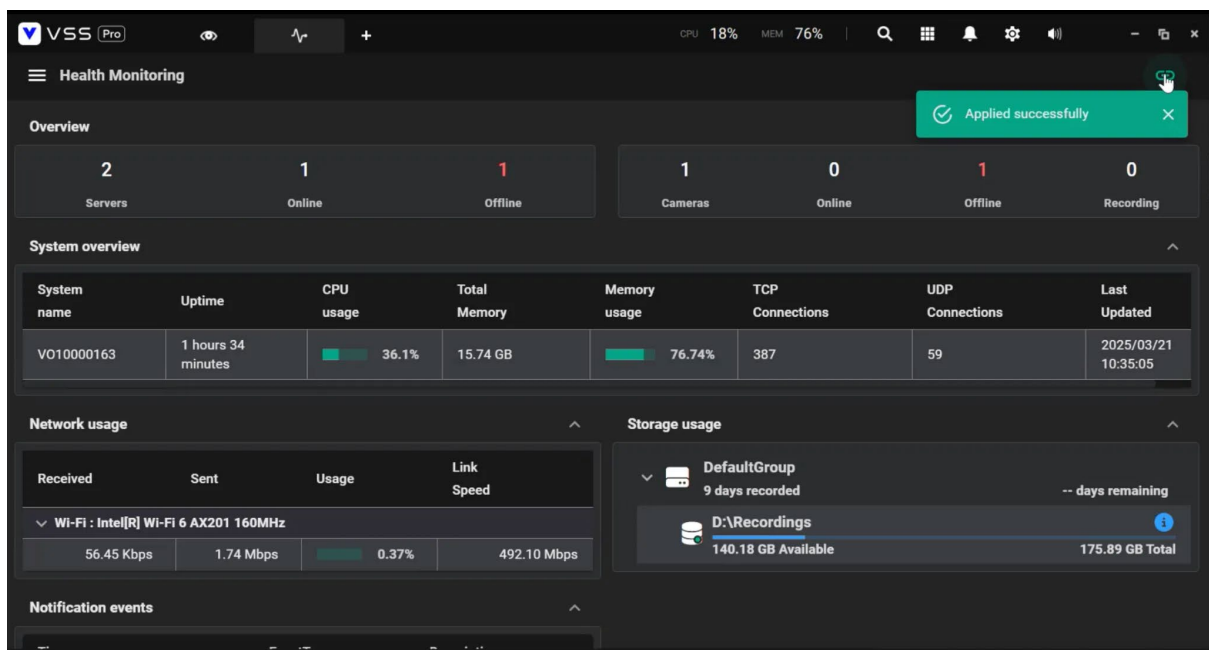 VSS Pro
CPU 18% MEM 76%
Health Monitoring
Applied successfully
Overview
2 1 1
Servers Online Offline
1 0 1 0
Cameras Online Offline Recording
System overview
System name Uptime CPU usage Total Memory Memory usage TCP Connections UDP Connections Last Updated
VO10000163 1 hours 34 minutes 36.1% 15.74 GB 76.74% 387 59 2025/03/21 10:35:05
Network usage
Received Sent Usage Link Speed
Wi-Fi : Intel[R] Wi-Fi 6 AX201 160MHz
56.45 Kbps 1.74 Mbps 0.37% 492.10 Mbps
Storage usage
DefaultGroup
9 days recorded -- days remaining
D:\Recordings
140.18 GB Available 175.89 GB Total
Notification events